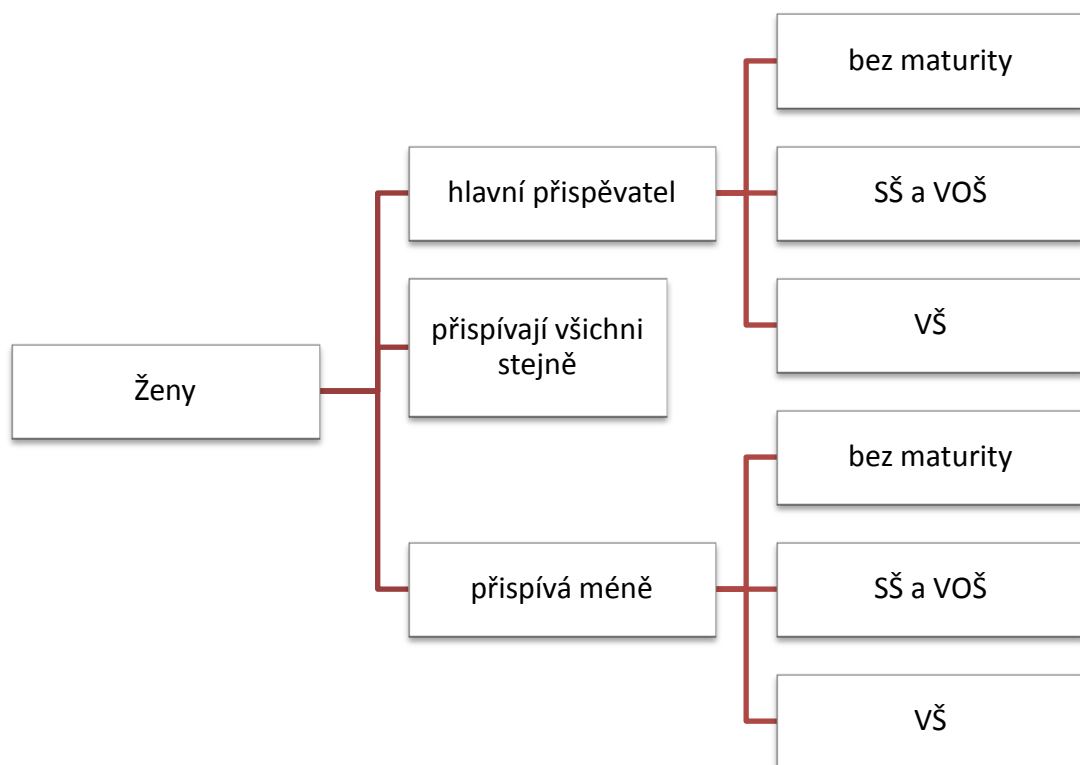 Ženy
hlavní přispěvatel
bez maturity
SŠ a VOŠ
VŠ
přispívají všichni
stejně
přispívá méně
bez maturity
SŠ a VOŠ
VŠ